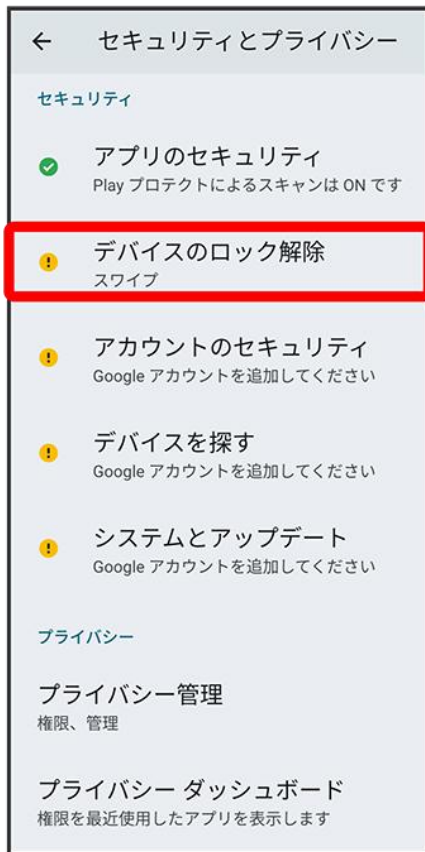 セキュリティとプライバシー
セキュリティ
アプリのセキュリティ
Play プロテクトによるスキャンは ON です
デバイスのロック解除
スワイプ
アカウントのセキュリティ
Google アカウントを追加してください
デバイスを探す
Google アカウントを追加してください
システムとアップデート
Google アカウントを追加してください
プライバシー
プライバシー管理
権限、管理
プライバシー ダッシュボード
権限を最近使用したアプリを表示します